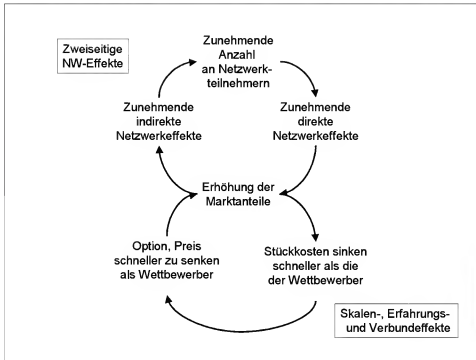 Zweiseitige
NW-Effekte
Zunehmende
Anzahl
an Netzwerk-
teilnehmern
Zunehmende
indirekte
Netzwerkeffekte
Zunehmende
direkte
Netzwerkeffekte
Erhöhung der
Marktanteile
Option, Preis
schneller zu senken
als Wettbewerber
Stückkosten sinken
schneller als die
der Wettbewerber
Skalen-, Erfahrungs-
und Verbundeffekte